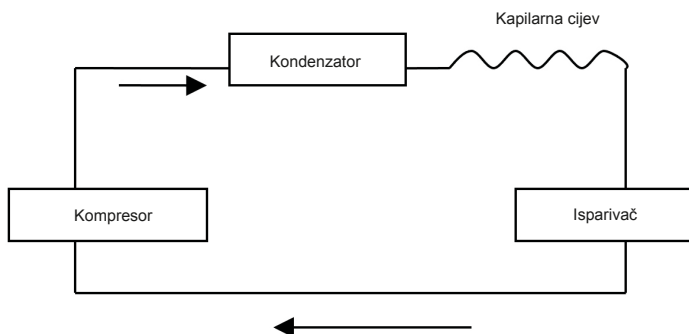 Kapilarna cijev
Kondenzator
Kompresor
Isparivač